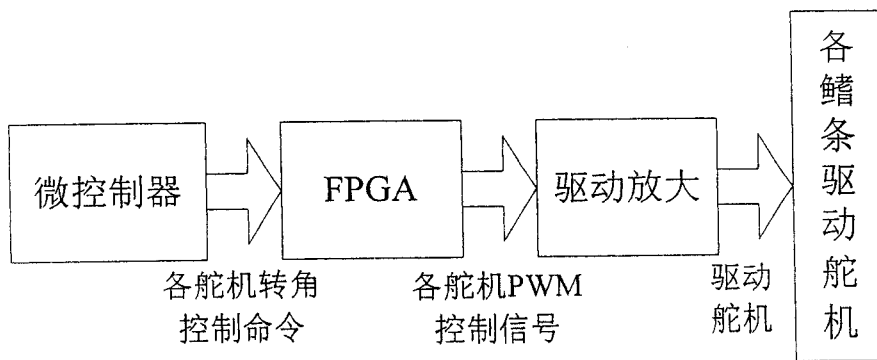 微控制器
FPGA
驱动放大
各鳍条驱动舵机
各舵机转角
控制命令
各舵机PWM
控制信号
驱动
舵机